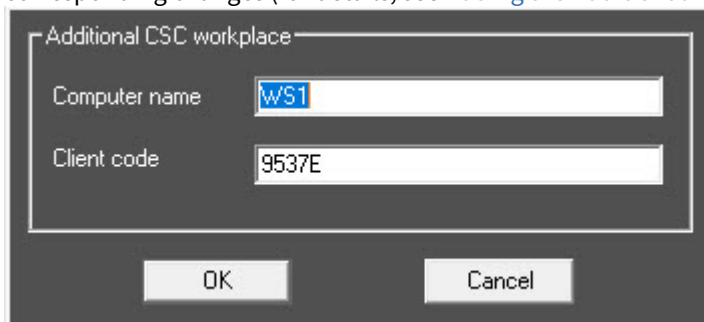 Additional CSC workplace
Computer name WS1
Client code 9537E
OK Cancel